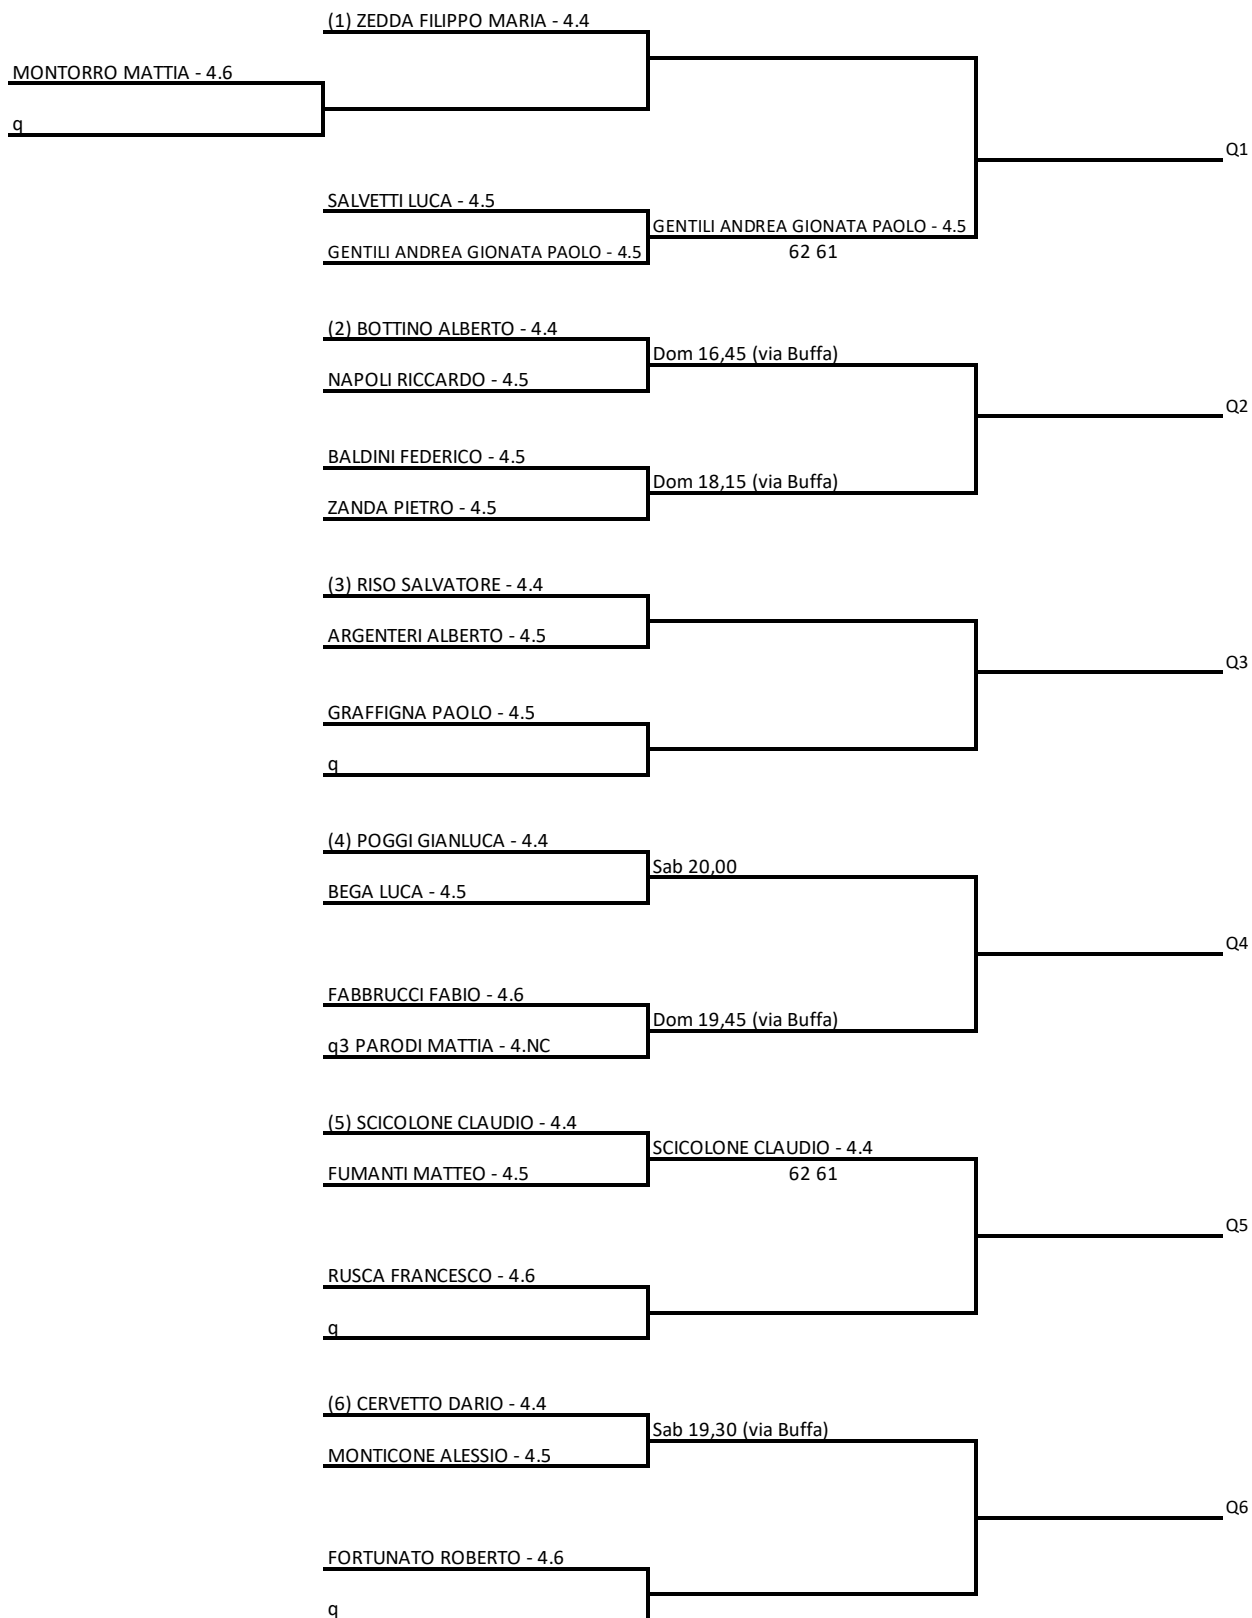 (1) ZEDDA FILIPPO MARIA - 4.4
MONTORRO MATTIA - 4.6
q
Q1
SALVETTI LUCA - 4.5
GENTILI ANDREA GIONATA PAOLO - 4.5
GENTILI ANDREA GIONATA PAOLO - 4.5
62 61
(2) BOTTINO ALBERTO - 4.4
Dom 16,45 (via Buffa)
NAPOLI RICCARDO - 4.5
Q2
BALDINI FEDERICO - 4.5
Dom 18,15 (via Buffa)
ZANDA PIETRO - 4.5
(3) RISO SALVATORE - 4.4
ARGENTERI ALBERTO - 4.5
Q3
GRAFFIGNA PAOLO - 4.5
q
(4) POGGI GIANLUCA - 4.4
Sab 20,00
BEGA LUCA - 4.5
Q4
FABBRUCCI FABIO - 4.6
Dom 19,45 (via Buffa)
q3 PARODI MATTIA - 4.NC
(5) SCICOLONE CLAUDIO - 4.4
SCICOLONE CLAUDIO - 4.4
FUMANTI MATTEO - 4.5
62 61
Q5
RUSCA FRANCESCO - 4.6
q
(6) CERVETTO DARIO - 4.4
Sab 19,30 (via Buffa)
MONTICONE ALESSIO - 4.5
Q6
FORTUNATO ROBERTO - 4.6
q